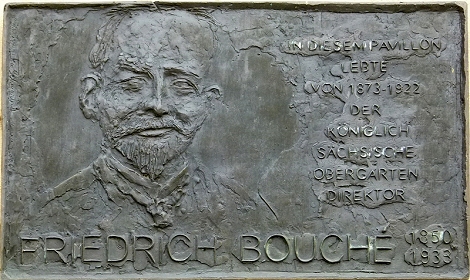 IN DIESEM PAVILLON
LEBTE
VON 1873-1922
DER
KÖNIGLICH
SÄCHSISCHE
OBERGARTEN
DIREKTOR
FRIEDRICH BOUCHÉ 1850
1933